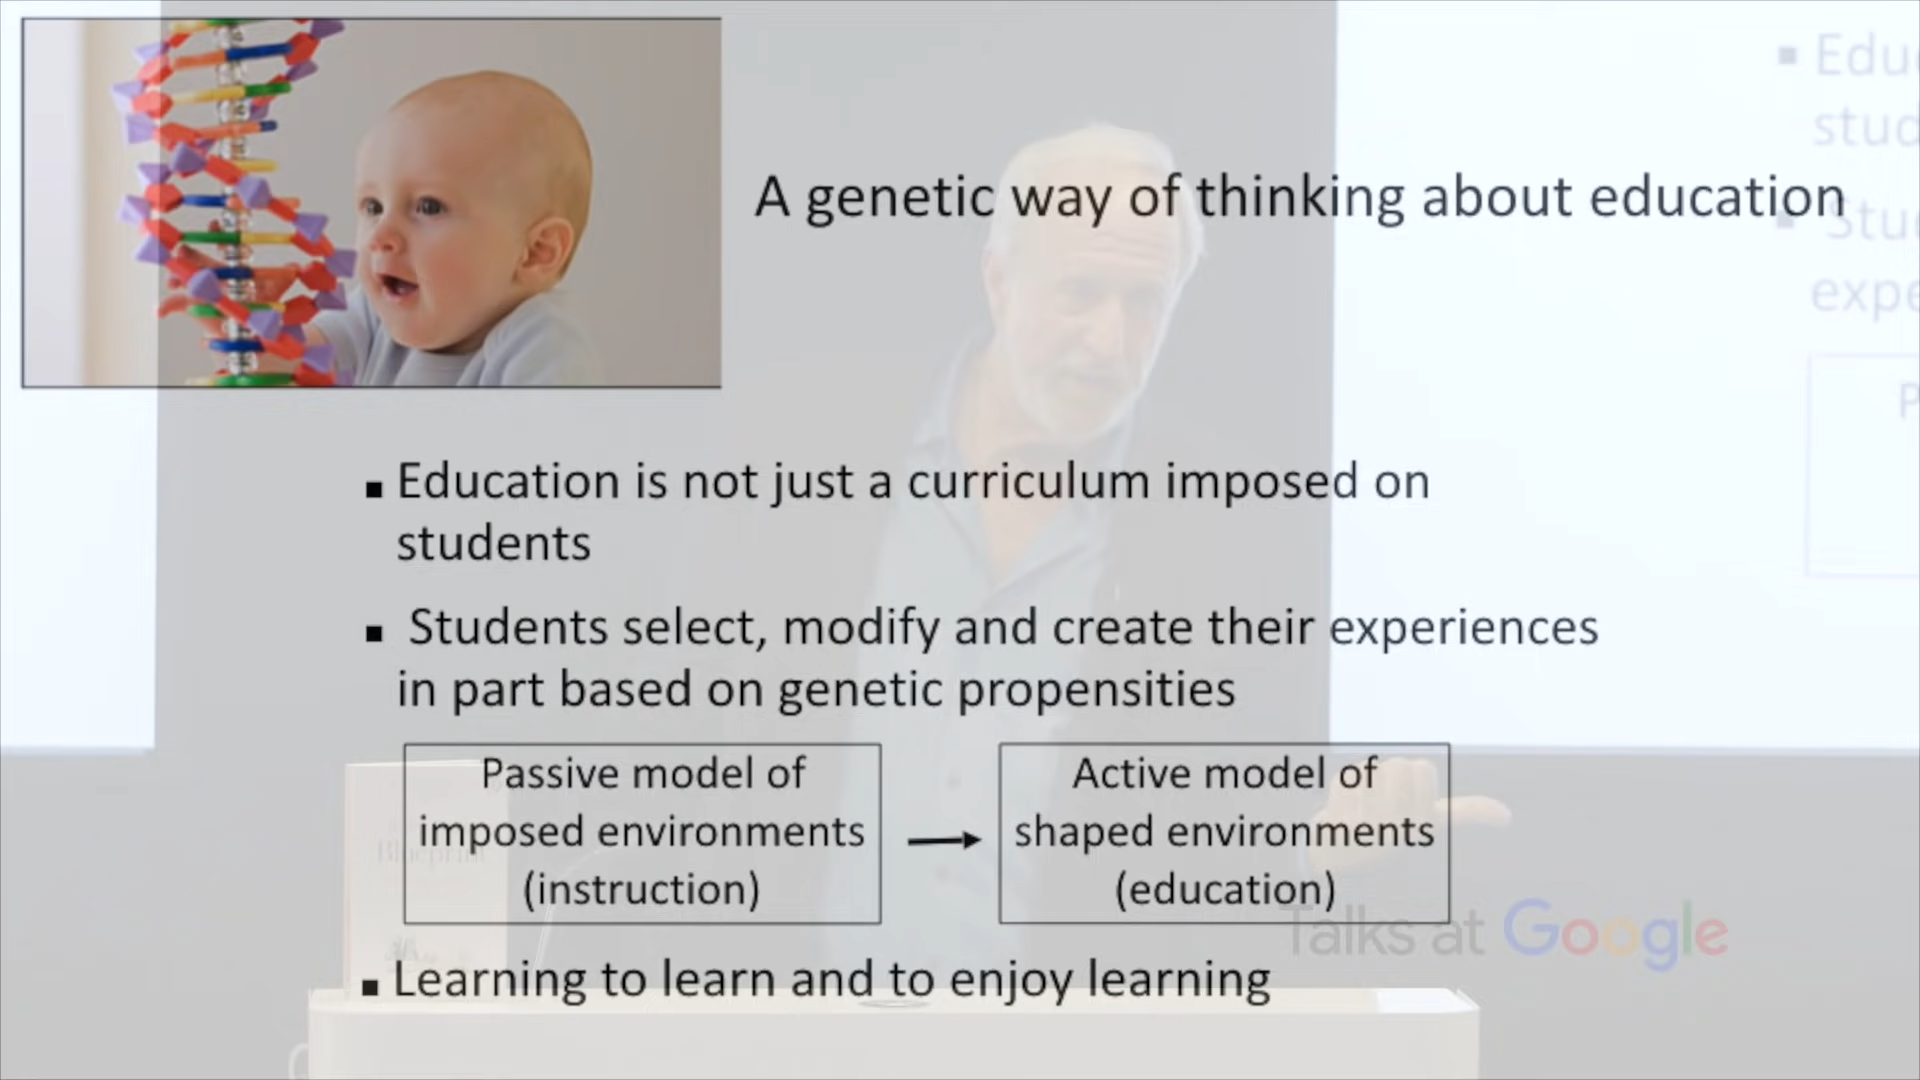 A genetic way of thinking about education
▪ Education is not just a curriculum imposed on
students
▪ Students select, modify and create their experiences
in part based on genetic propensities
Passive model of
imposed environments
(instruction)
Active model of
shaped environments
(education)
▪ Learning to learn and to enjoy learning
Blueprint
Talks at Google